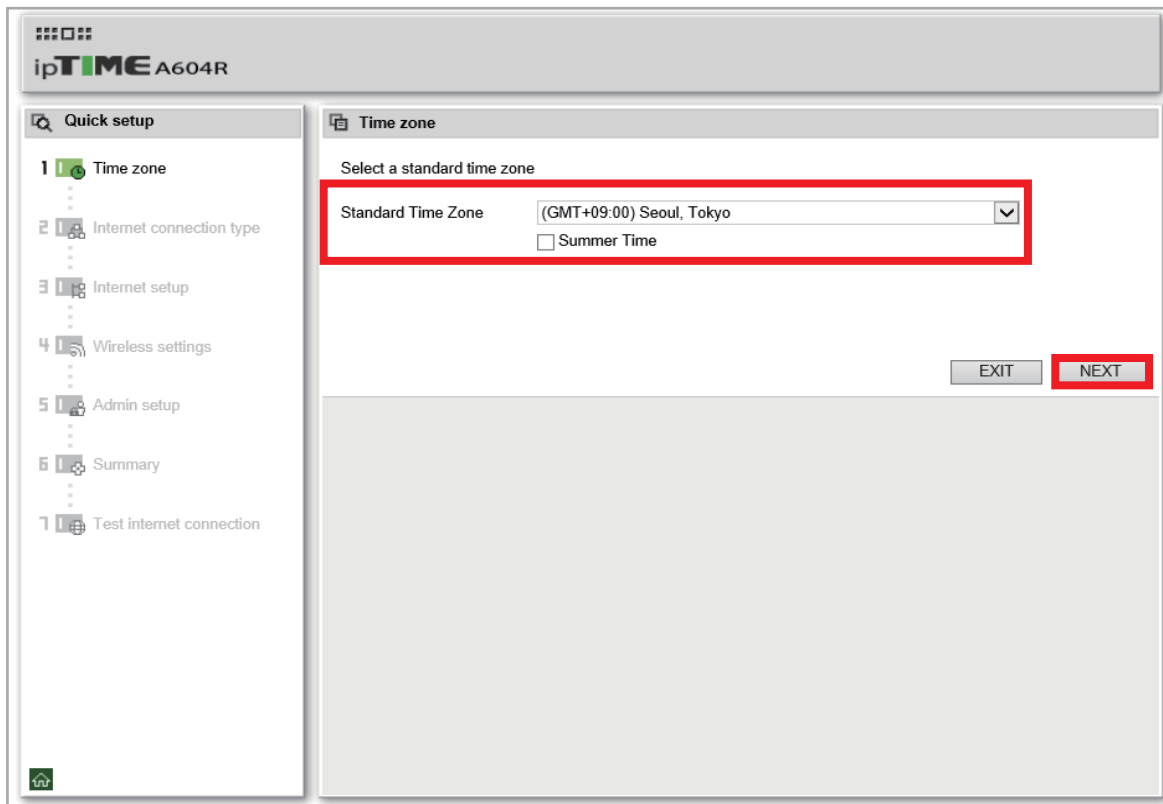 ipTIME A604R
Quick setup
1 Time zone
2 Internet connection type
3 Internet setup
4 Wireless settings
5 Admin setup
6 Summary
7 Test internet connection
Time zone
Select a standard time zone
Standard Time Zone (GMT+09:00) Seoul, Tokyo
Summer Time
EXIT NEXT